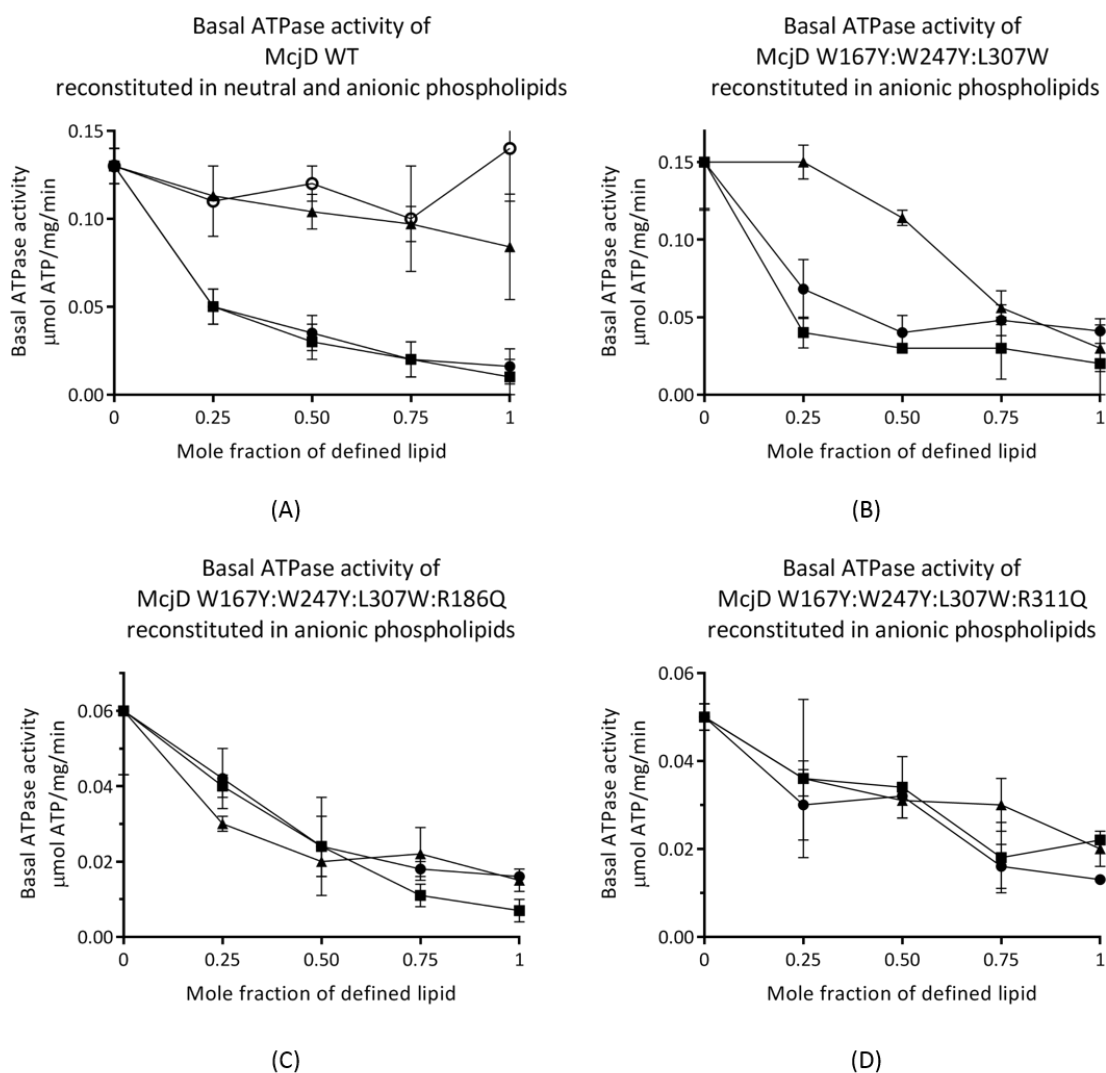 Basal ATPase activity of
McjD WT
reconstituted in neutral and anionic phospholipids
Basal ATPase activity
µmol ATP/mg/min
0.15
0.10
0.05
0.00
0 0.25 0.50 0.75 1
Mole fraction of defined lipid
(A)
Basal ATPase activity of
McjD W167Y:W247Y:L307W
reconstituted in anionic phospholipids
Basal ATPase activity
µmol ATP/mg/min
0.15
0.10
0.05
0.00
0 0.25 0.50 0.75 1
Mole fraction of defined lipid
(B)
Basal ATPase activity of
McjD W167Y:W247Y:L307W:R186Q
reconstituted in anionic phospholipids
Basal ATPase activity
µmol ATP/mg/min
0.06
0.04
0.02
0.00
0 0.25 0.50 0.75 1
Mole fraction of defined lipid
(C)
Basal ATPase activity of
McjD W167Y:W247Y:L307W:R311Q
reconstituted in anionic phospholipids
Basal ATPase activity
µmol ATP/mg/min
0.06
0.04
0.02
0.00
0 0.25 0.50 0.75 1
Mole fraction of defined lipid
(D)